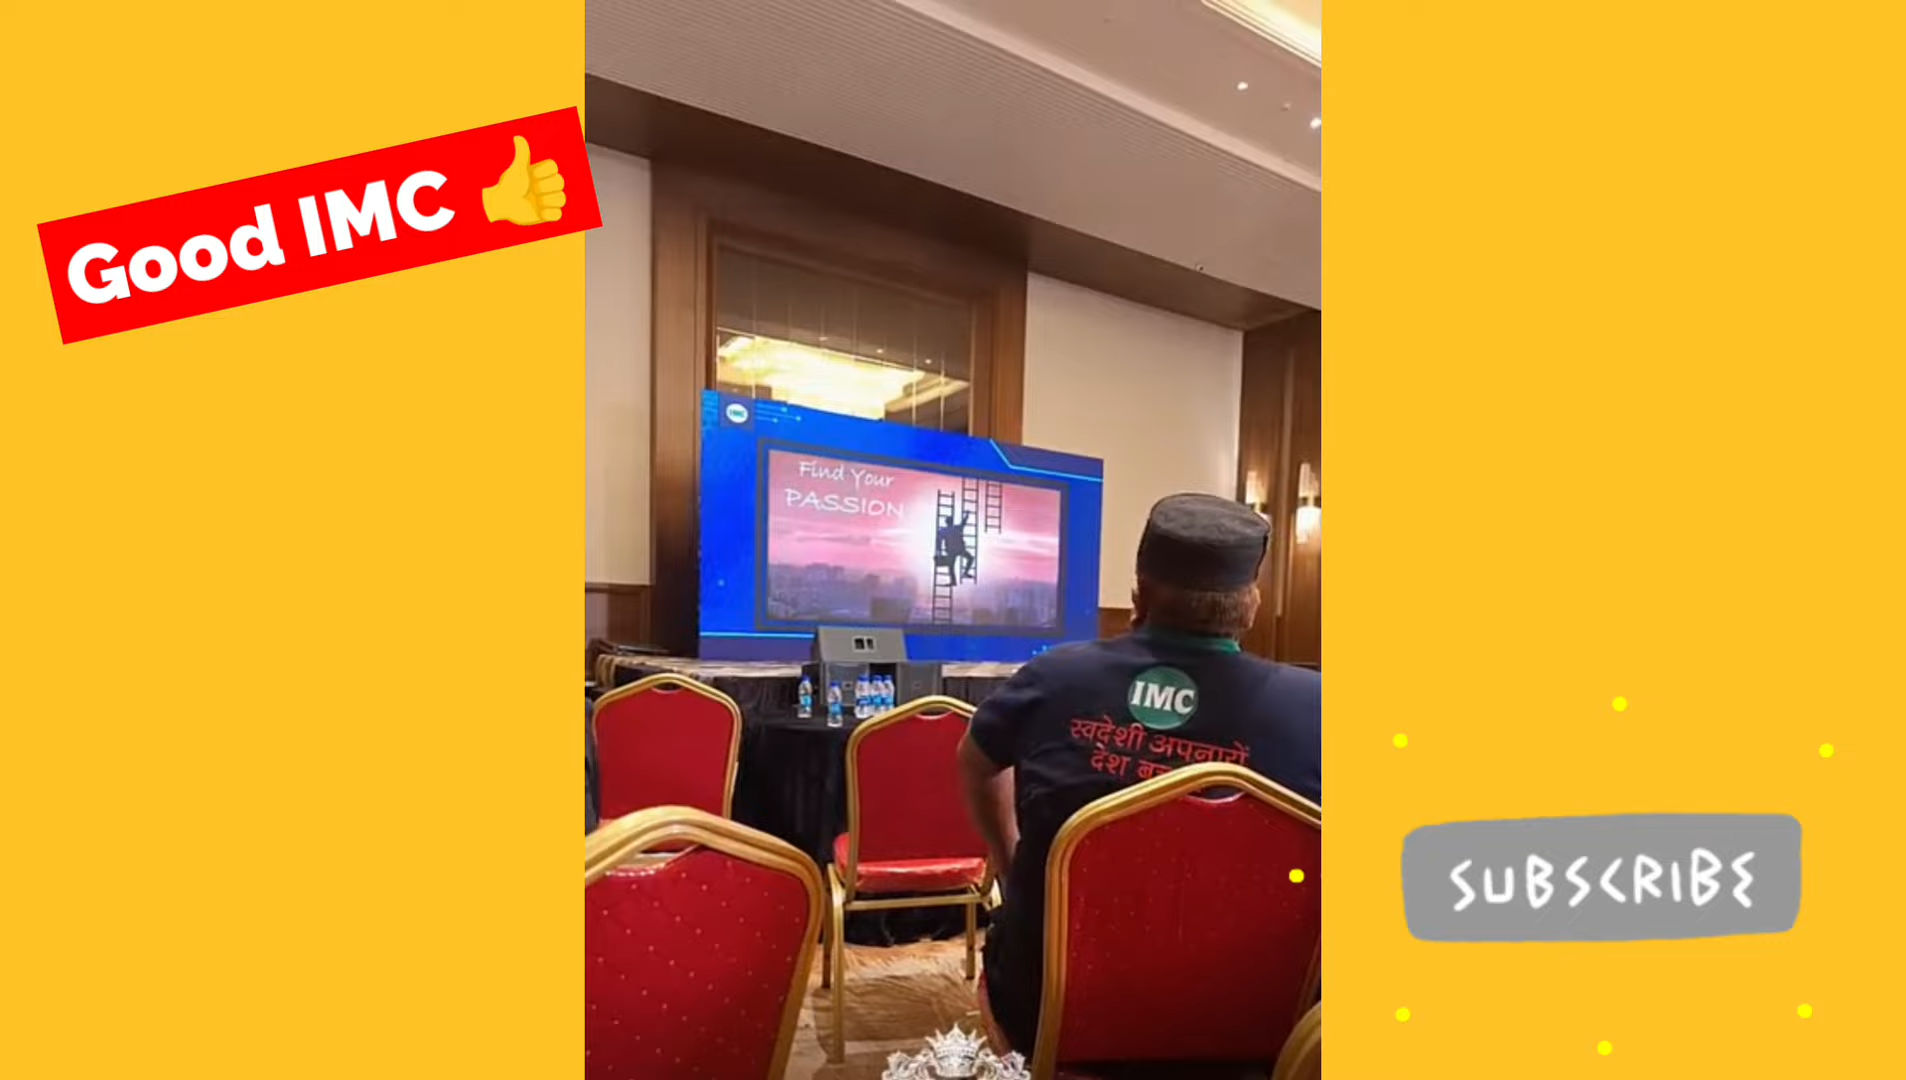 Good IMC 👍
IMC
Find Your
PASSION
IMC
स्वदेशी अपनारों
देश
SUBSCRIBE